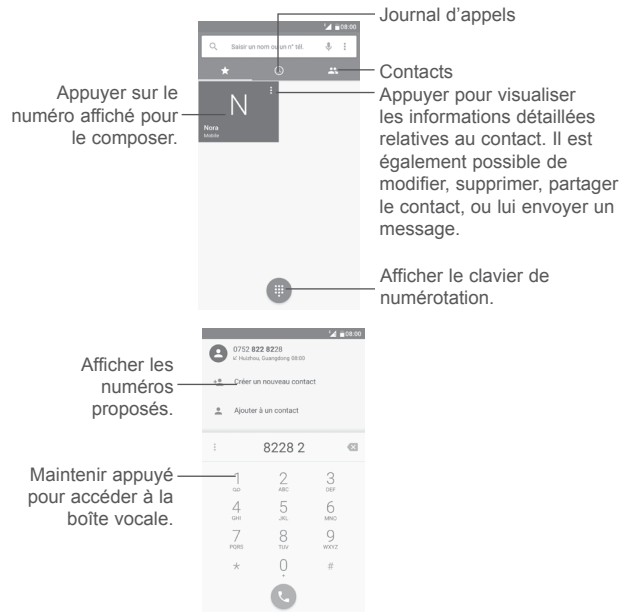 Journal d’appels
08:00
Saisir un nom ou un n° tél.
Contacts
Appuyer sur le
numéro affiché pour
le composer.
N
Nora
Mobile
Appuyer pour visualiser
les informations détaillées
relatives au contact. Il est
également possible de
modifier, supprimer, partager
le contact, ou lui envoyer un
message.
Afficher le clavier de
numérotation.
08:00
0752 822 8228
Huizhou, Guangdong 08:00
Afficher les
numéros
proposés.
Créer un nouveau contact
Ajouter à un contact
8228 2
Maintenir appuyé
pour accéder à la
boîte vocale.
1 2 3
ABC DEF
4 5 6
GHI JKL MNO
7 8 9
PQRS TUV WXYZ
* 0 #
+